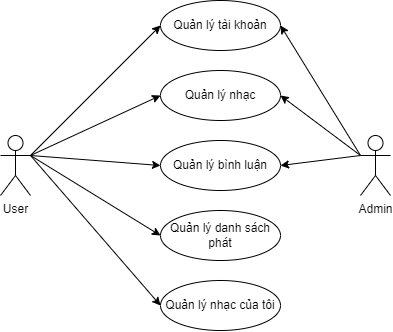 Quản lý tài khoản
Quản lý nhạc
Quản lý bình luận
User
Admin
Quản lý danh sách
phát
Quản lý nhạc của tôi